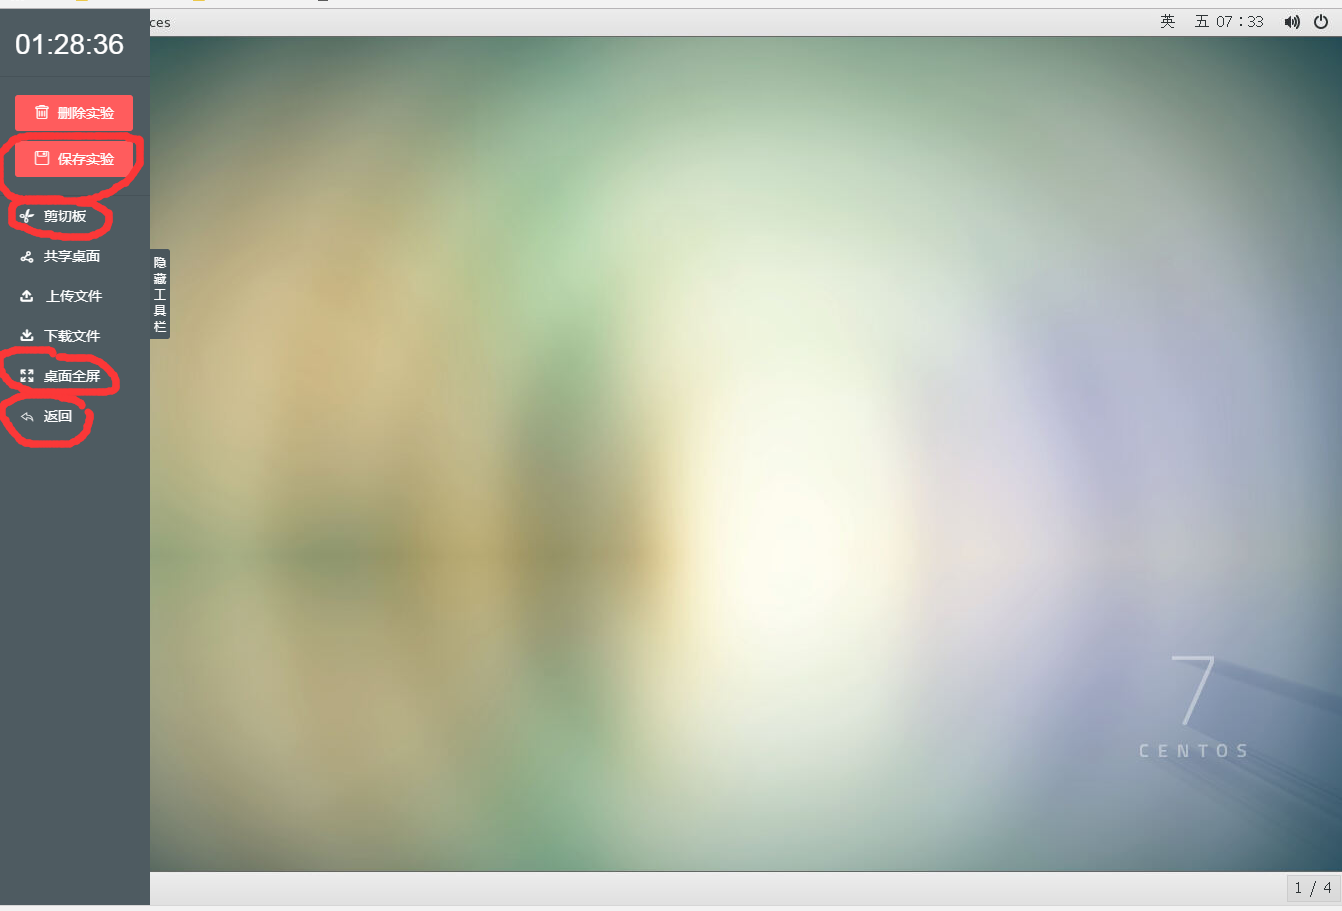 ces
英 五 07：33
01:28:36
删除实验
保存实验
剪切板
共享桌面
上传文件
下载文件
桌面全屏
返回
隐藏工具栏
7
CENTOS
1 / 4